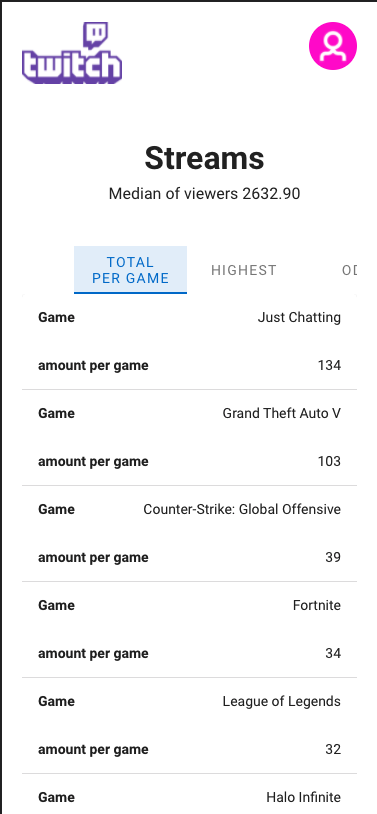 twitch
Streams
Median of viewers 2632.90
TOTAL
PER GAME
HIGHEST
Game Just Chatting
amount per game 134
Game Grand Theft Auto V
amount per game 103
Game Counter-Strike: Global Offensive
amount per game 39
Game Fortnite
amount per game 34
Game League of Legends
amount per game 32
Game Halo Infinite